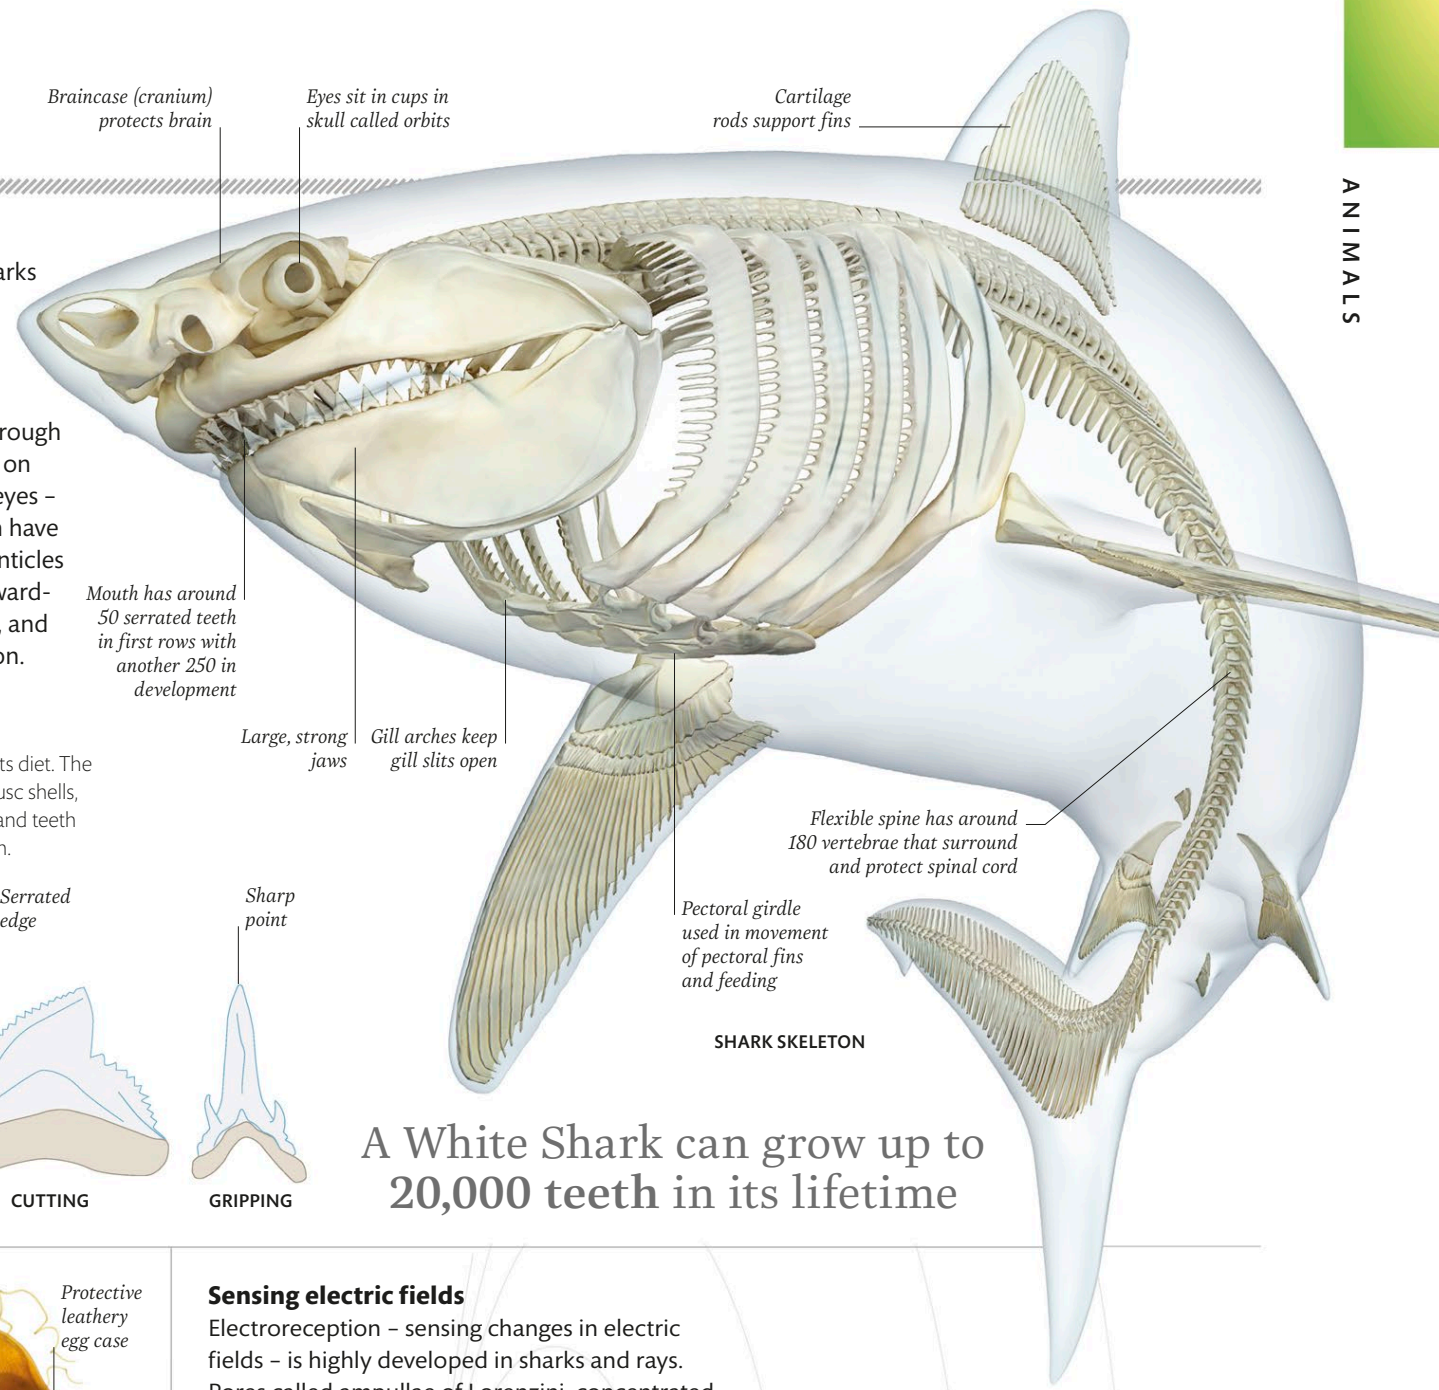 Braincase (cranium)
protects brain
Eyes sit in cups in
skull called orbits
Cartilage
rods support fins
ANIMALS
arks
rough
on
eyes –
have
nticles
ward-
, and
on.
Mouth has around
50 serrated teeth
in first rows with
another 250 in
development
Large, strong
jaws
Gill arches keep
gill slits open
ts diet. The
usc shells,
and teeth
n.
Flexible spine has around
180 vertebrae that surround
and protect spinal cord
Serrated
edge
Sharp
point
Pectoral girdle
used in movement
of pectoral fins
and feeding
SHARK SKELETON
CUTTING
GRIPPING
A White Shark can grow up to
20,000 teeth in its lifetime
Protective
leathery
egg case
Sensing electric fields
Electroreception – sensing changes in electric
fields – is highly developed in sharks and rays.
Pores called ampullae of Lorenzini, concentrated